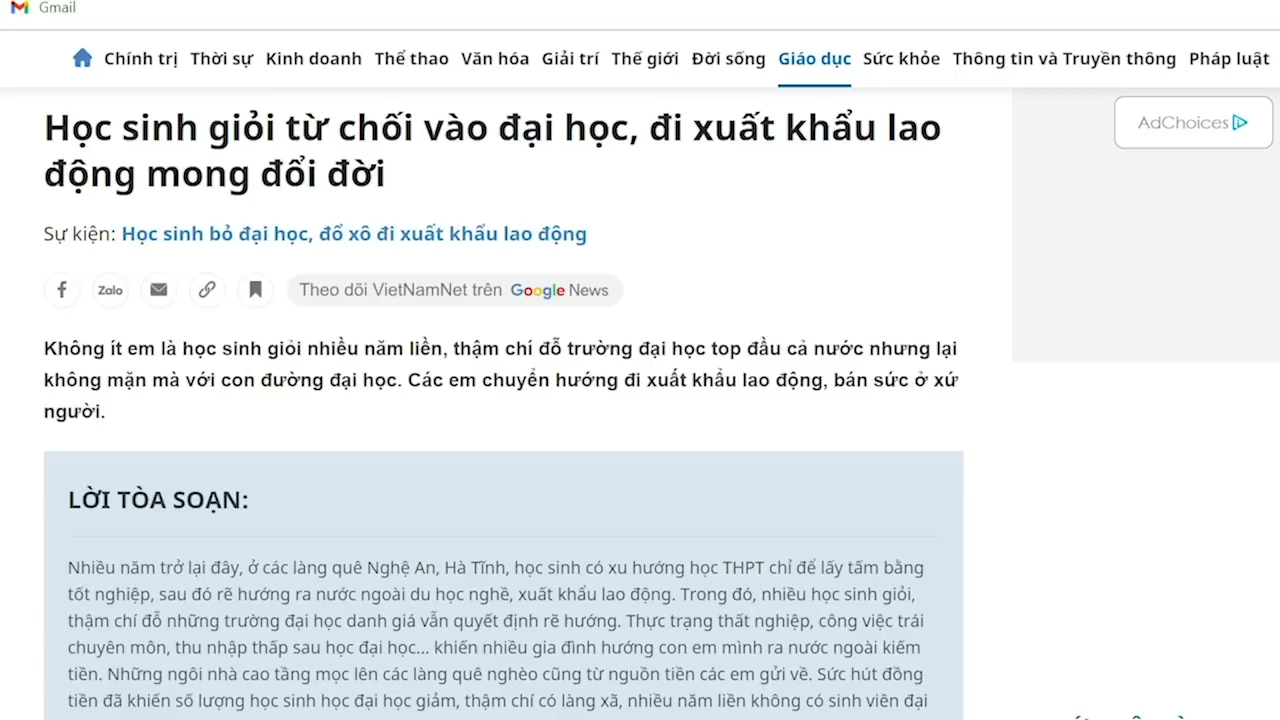 Gmail
Chính trị Thời sự Kinh doanh Thể thao Văn hóa Giải trí Thế giới Đời sống Giáo dục Sức khỏe Thông tin và Truyền thông Pháp luật
AdChoices
Học sinh giỏi từ chối vào đại học, đi xuất khẩu lao
động mong đổi đời
Sự kiện: Học sinh bỏ đại học, đổ xô đi xuất khẩu lao động
Zalo
Theo dõi VietNamNet trên Google News
Không ít em là học sinh giỏi nhiều năm liền, thậm chí đỗ trường đại học top đầu cả nước nhưng lại
không mặn mà với con đường đại học. Các em chuyển hướng đi xuất khẩu lao động, bán sức ở xứ
người.
LỜI TÒA SOẠN:
Nhiều năm trở lại đây, ở các làng quê Nghệ An, Hà Tĩnh, học sinh có xu hướng học THPT chỉ để lấy tấm bằng
tốt nghiệp, sau đó rẽ hướng ra nước ngoài du học nghề, xuất khẩu lao động. Trong đó, nhiều học sinh giỏi,
thậm chí đỗ những trường đại học danh giá vẫn quyết định rẽ hướng. Thực trạng thất nghiệp, công việc trái
chuyên môn, thu nhập thấp sau học đại học... khiến nhiều gia đình hướng con em mình ra nước ngoài kiếm
tiền. Những ngôi nhà cao tầng mọc lên các làng quê nghèo cũng từ nguồn tiền các em gửi về. Sức hút đồng
tiền đã khiến số lượng học sinh học đại học giảm, thậm chí có làng xã, nhiều năm liền không có sinh viên đại